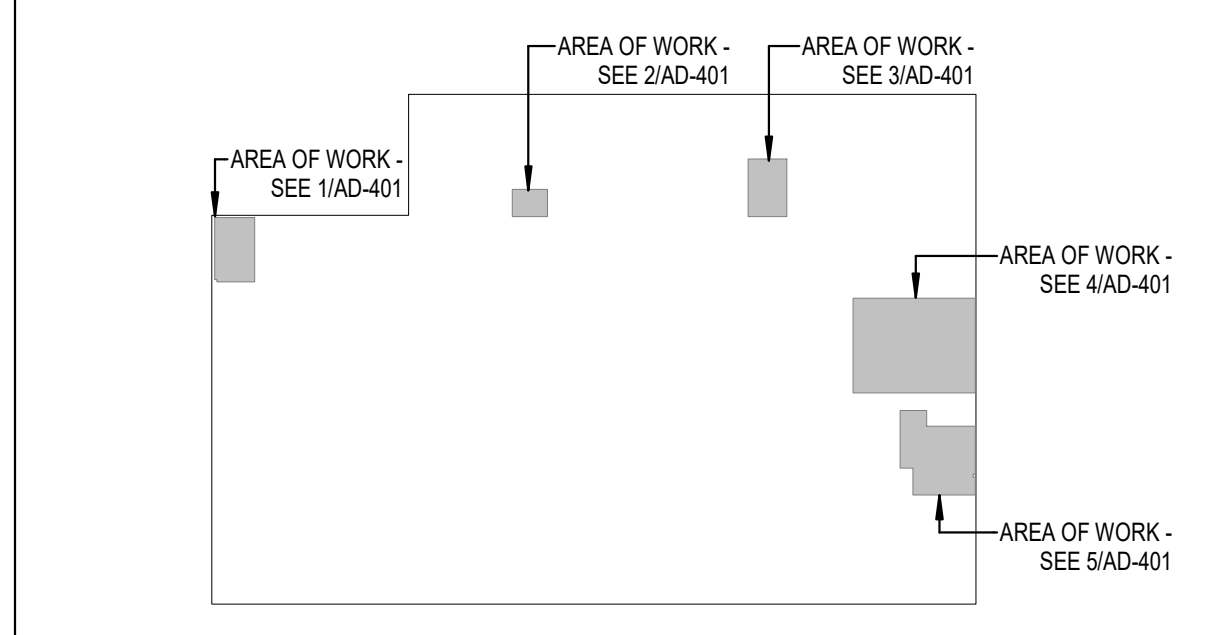 AREA OF WORK -
SEE 2/AD-401
AREA OF WORK -
SEE 3/AD-401
AREA OF WORK -
SEE 1/AD-401
AREA OF WORK -
SEE 4/AD-401
AREA OF WORK -
SEE 5/AD-401